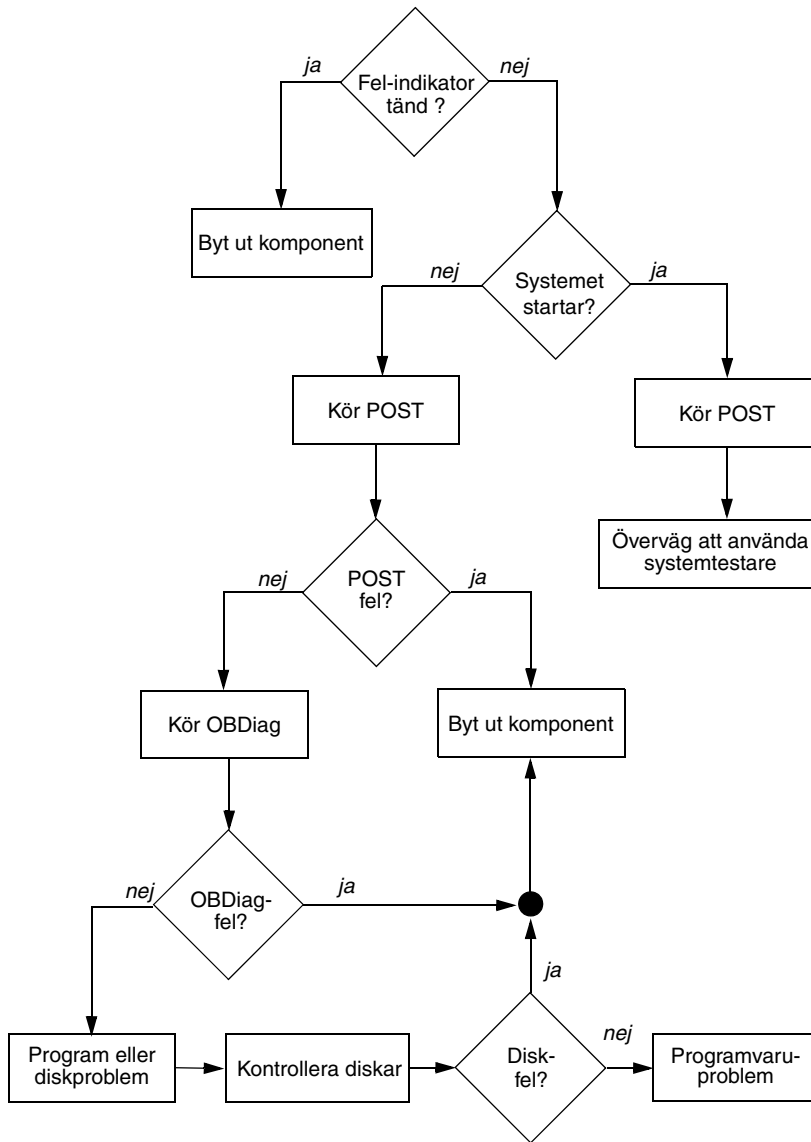 ja
nej
Fel-indikator
tänd ?
Byt ut komponent
nej
Systemet
startar?
ja
Kör POST
Kör POST
Överväg att använda
systemtestare
nej
POST
fel?
ja
Kör OBDiag
Byt ut komponent
nej
OBDiag-
fel?
ja
ja
Program eller
diskproblem
Kontrollera diskar
Disk-
fel?
nej
Programvaru-
problem